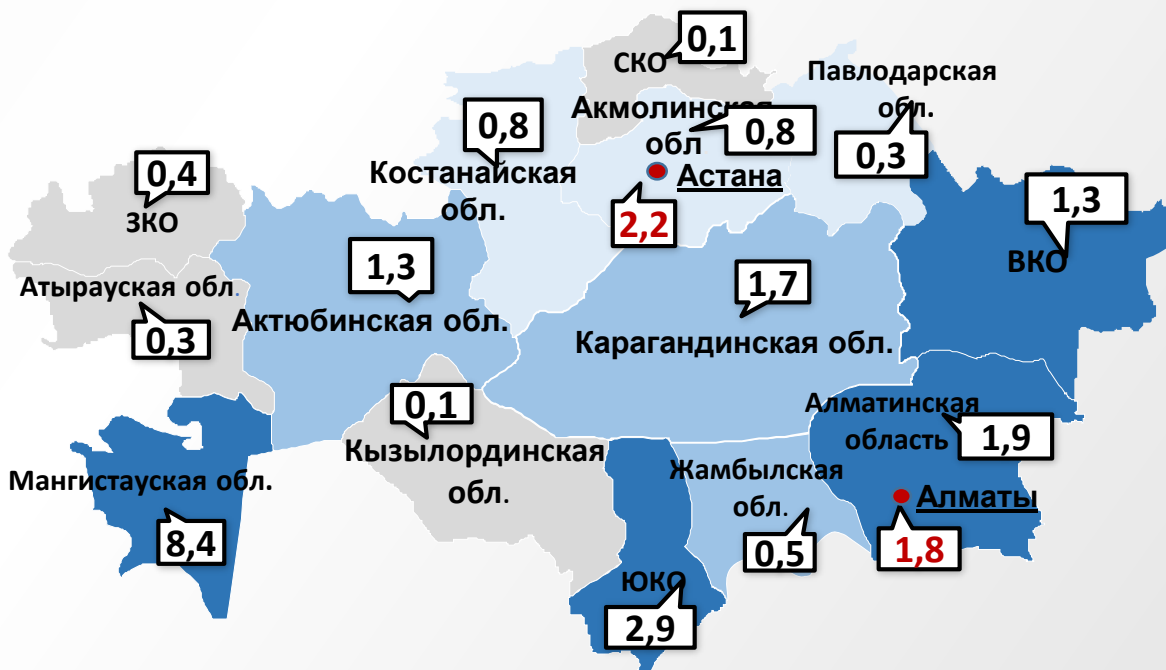 0,1
СКО
Павлодарская
обл.
0,3
Акмолинская
обл
0,8
0,8
Костанайская
обл.
Астана
2,2
0,4
ЗКО
1,3
ВКО
Атырауская обл.
0,3
1,3
Актюбинская обл.
1,7
Карагандинская обл.
0,1
Кызылординская
обл.
Алматинская
область
1,9
Мангистауская обл.
8,4
Жамбылская
обл.
0,5
Алматы
1,8
ЮКО
2,9